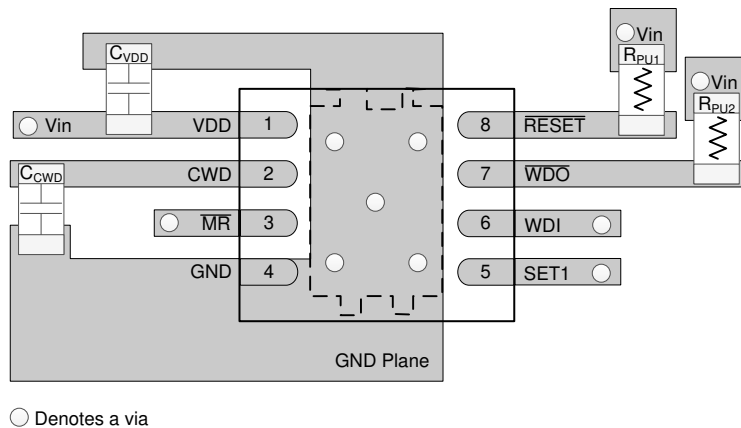 Vin
C_VDD
R_PU1
Vin
R_PU2
Vin
VDD
1
8
RESET
C_CWD
CWD
2
7
WDO
MR
3
6
WDI
GND
4
5
SET1
GND Plane
Denotes a via